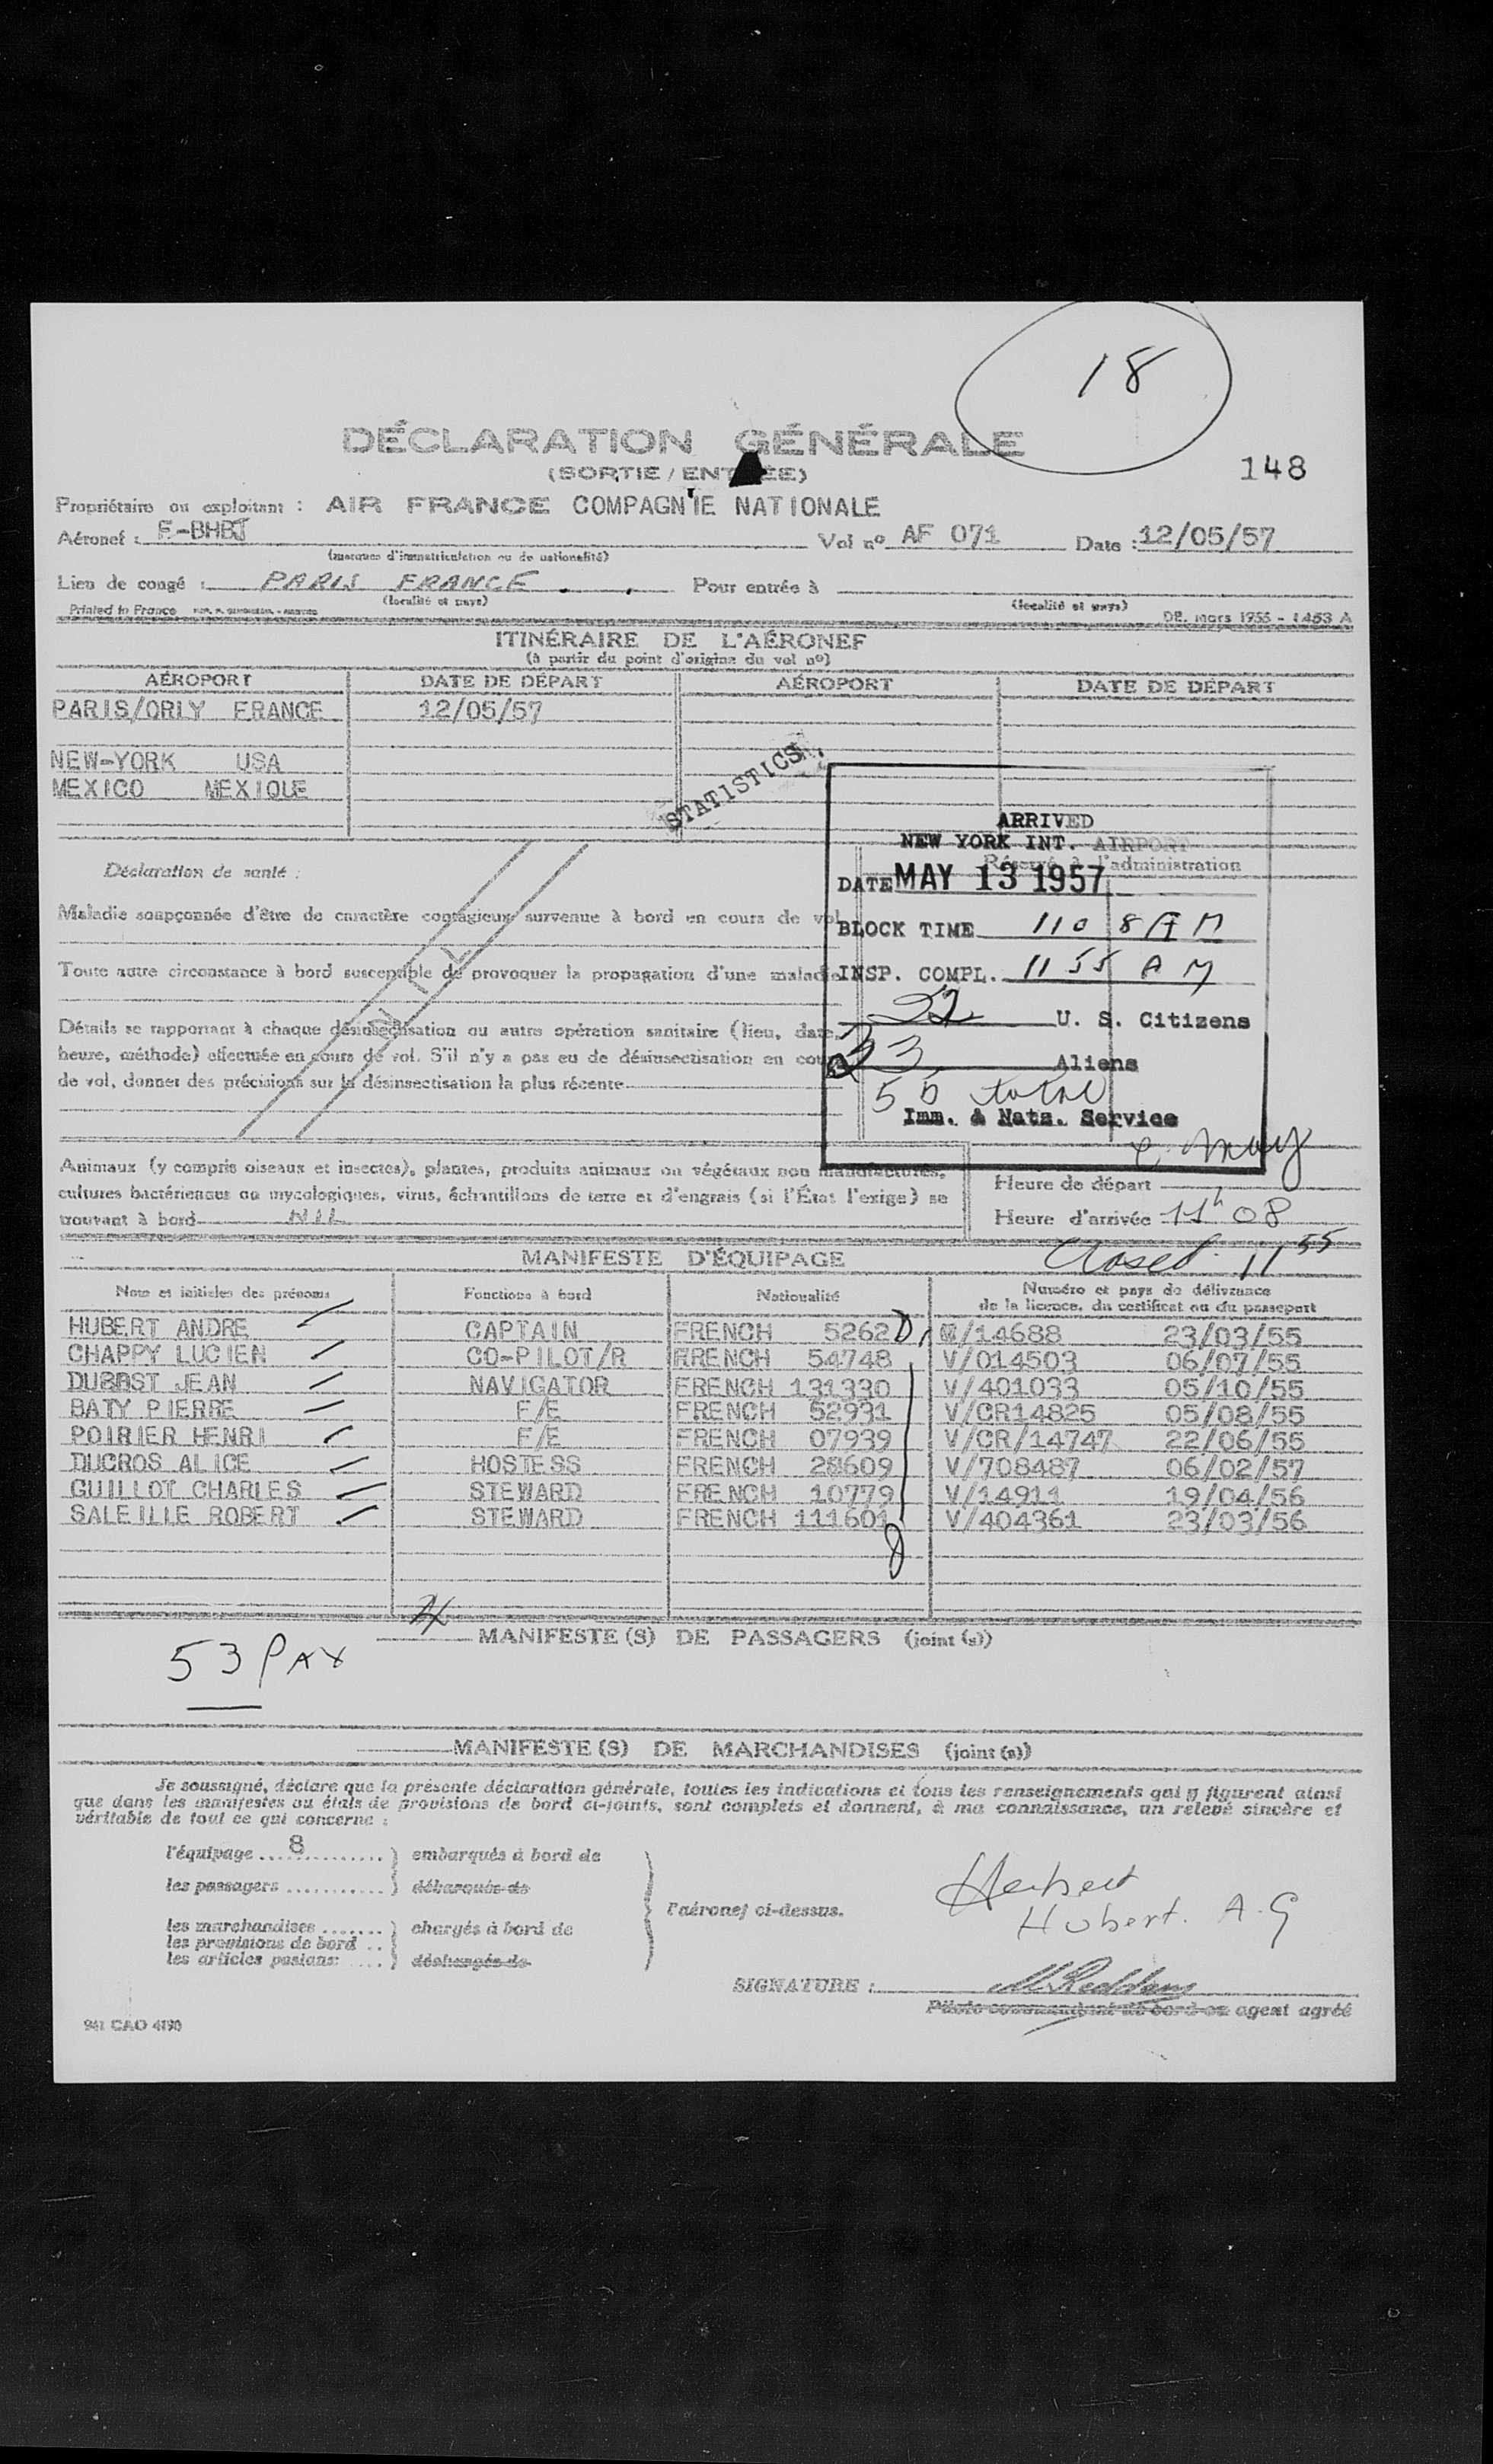 18
DÉCLARATION GÉNÉRALE
(SORTIE / ENTRÉE)
148
Propriétaire ou exploitant : AIR FRANCE COMPAGNIE NATIONALE
Aéronef : F-BHBJ Vol nº AF 071 Date : 12/05/57
(marques d'immatriculation ou de nationalité)
Lieu de congé : PARIS FRANCE Pour entrée à
(localité et pays) (localité et pays)
Printed in France DE. mars 1955 - 1453 A
ITINÉRAIRE DE L'AÉRONEF
(à partir du point d'origine du vol nº)
AÉROPORT DATE DE DÉPART AÉROPORT DATE DE DÉPART
PARIS/ORLY FRANCE 12/05/57
NEW-YORK USA
MEXICO MEXIQUE
STATISTICS
ARRIVED
NEW YORK INT. AIRPORT
Réservé à l'administration
DATE MAY 13 1957
BLOCK TIME 110 8 AM
INSP. COMPL. 11 55 AM
22 U. S. Citizens
33 Aliens
55 total
Imm. & Natz. Service
Déclaration de santé :
Maladie soupçonnée d'être de caractère contagieux survenue à bord en cours de vol
Toute autre circonstance à bord susceptible de provoquer la propagation d'une maladie
NIL
Détails se rapportant à chaque désinsectisation ou autre opération sanitaire (lieu, date,
heure, méthode) effectuée en cours de vol. S'il n'y a pas eu de désinsectisation en cours
de vol, donner des précisions sur la désinsectisation la plus récente
Animaux (y compris oiseaux et insectes), plantes, produits animaux ou végétaux non manufacturés,
cultures bactériennes ou mycologiques, virus, échantillons de terre et d'engrais (si l'État l'exige) se
trouvant à bord NIL
Heure de départ
Heure d'arrivée 11h 08
Closed 11 55
MANIFESTE D'ÉQUIPAGE
Nom et initiales des prénoms Fonctions à bord Nationalité Numéro et pays de délivrance
de la licence, du certificat ou du passeport
HUBERT ANDRE CAPTAIN FRENCH 5262 /14688 23/03/55
CHAPPY LUCIEN CO-PILOT/R FRENCH 54748 V/014503 06/07/55
DUBOST JEAN NAVIGATOR FRENCH 131330 V/401033 05/10/55
BATY PIERRE F/E FRENCH 52931 V/CR14825 05/08/55
POIRIER HENRI F/E FRENCH 07939 V/CR/14747 22/06/55
DUCROS ALICE HOSTESS FRENCH 28609 V/708487 06/02/57
GUILLOT CHARLES STEWARD FRENCH 10779 V/14911 19/04/56
SALEILLE ROBERT STEWARD FRENCH 111601 V/404361 23/03/56
4 MANIFESTE (S) DE PASSAGERS (joint (s))
53 PAX
MANIFESTE (S) DE MARCHANDISES (joint (s))
Je soussigné, déclare que la présente déclaration générale, toutes les indications et tous les renseignements qui y figurent ainsi
que dans les manifestes ou états de provisions de bord ci-joints, sont complets et donnent, à ma connaissance, un relevé sincère et
véritable de tout ce qui concerne :
l'équipage 8 embarqués à bord de
les passagers débarqués de
l'aéronef ci-dessus.
les marchandises chargés à bord de
les provisions de bord
les articles postaux déchargés de
Hubert
Hubert. A.G
SIGNATURE :
Pilote commandant de bord ou agent agréé
941 CAO 4190